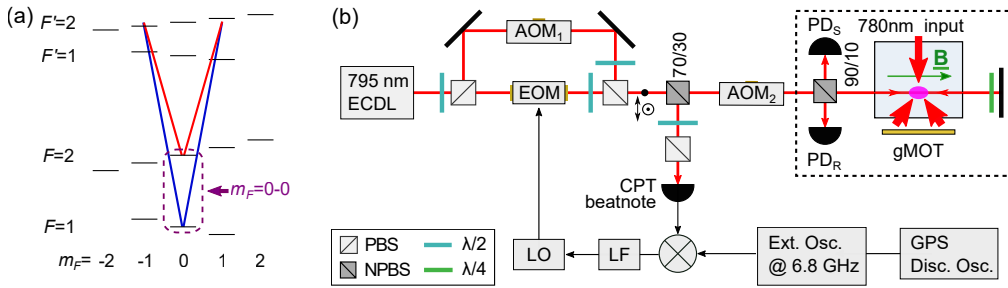 (a)
F'=2
F'=1
F=2
m_F=0-0
F=1
m_F= -2 -1 0 1 2
(b)
AOM₁
795 nm
ECDL
EOM
70/30
AOM₂
PD_S
90/10
780nm input
B
gMOT
PD_R
CPT
beatnote
PBS
λ/2
NPBS
λ/4
LO
LF
Ext. Osc.
@ 6.8 GHz
GPS
Disc. Osc.